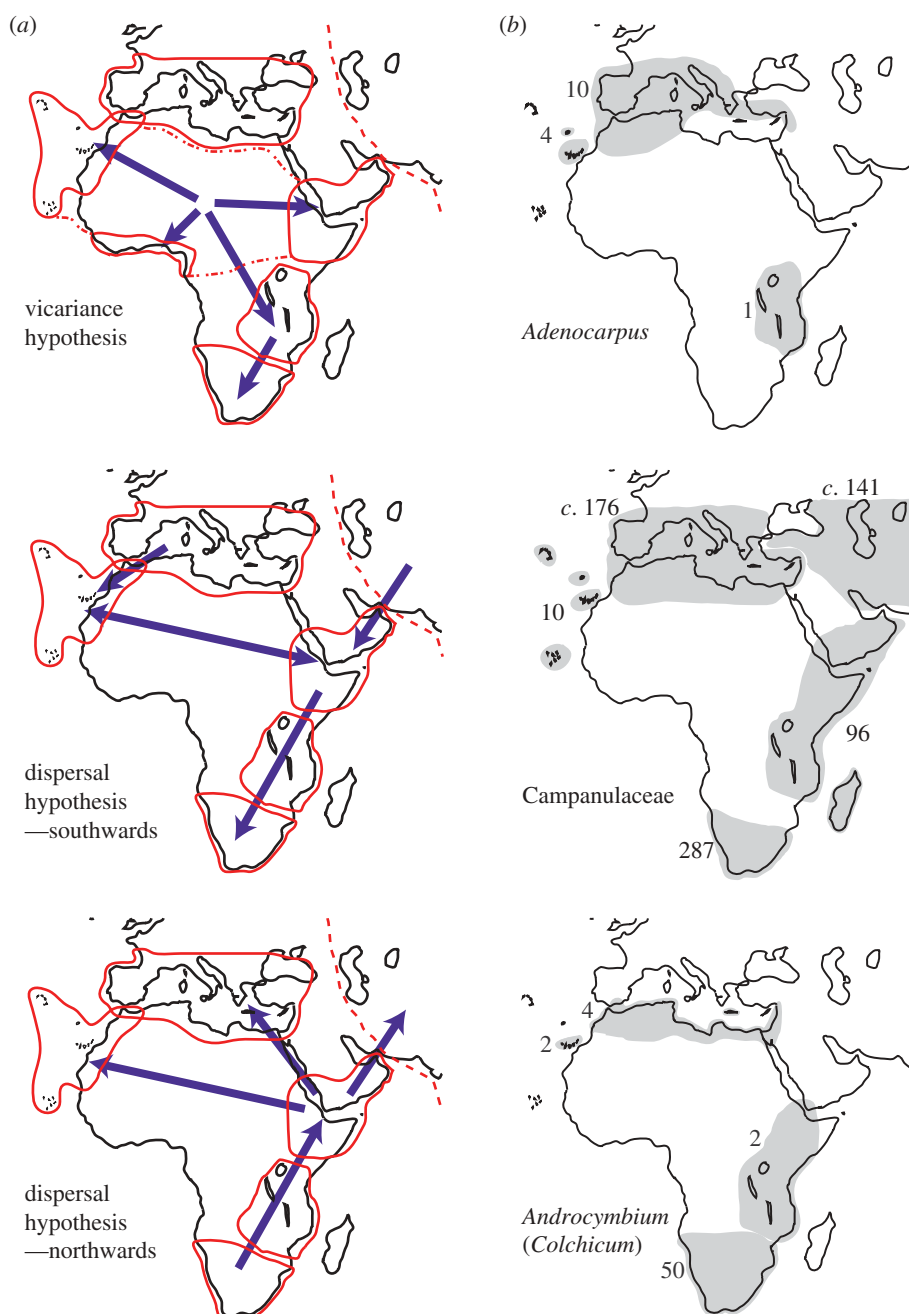 (a)
(b)
vicariance
hypothesis
10
4
1
Adenocarpus
dispersal
hypothesis
—southwards
c. 176
c. 141
10
96
Campanulaceae
287
dispersal
hypothesis
—northwards
4
2
2
Androcymbium
(Colchicum)
50